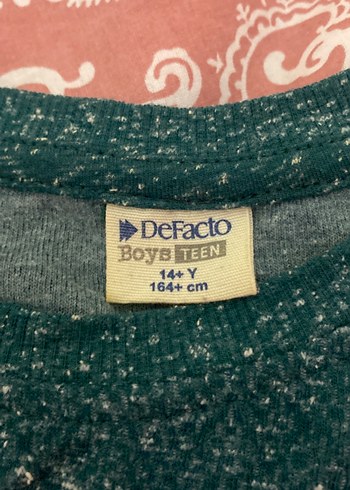 DeFacto
Boys TEEN
14+ Y
164+ cm